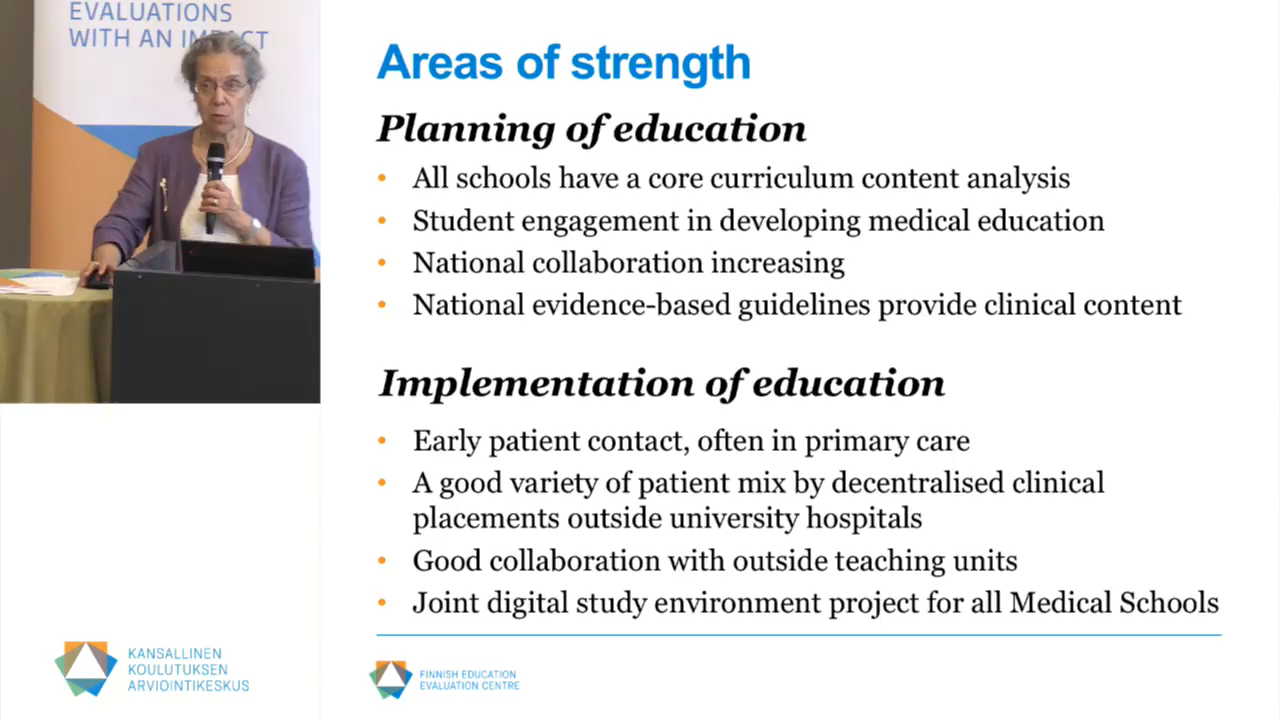 EVALUATIONS
WITH AN IMPACT
Areas of strength
Planning of education
• All schools have a core curriculum content analysis
• Student engagement in developing medical education
• National collaboration increasing
• National evidence-based guidelines provide clinical content
Implementation of education
• Early patient contact, often in primary care
• A good variety of patient mix by decentralised clinical
placements outside university hospitals
• Good collaboration with outside teaching units
• Joint digital study environment project for all Medical Schools
KANSALLINEN
KOULUTUKSEN
ARVIOINTIKESKUS
FINNISH EDUCATION
EVALUATION CENTRE